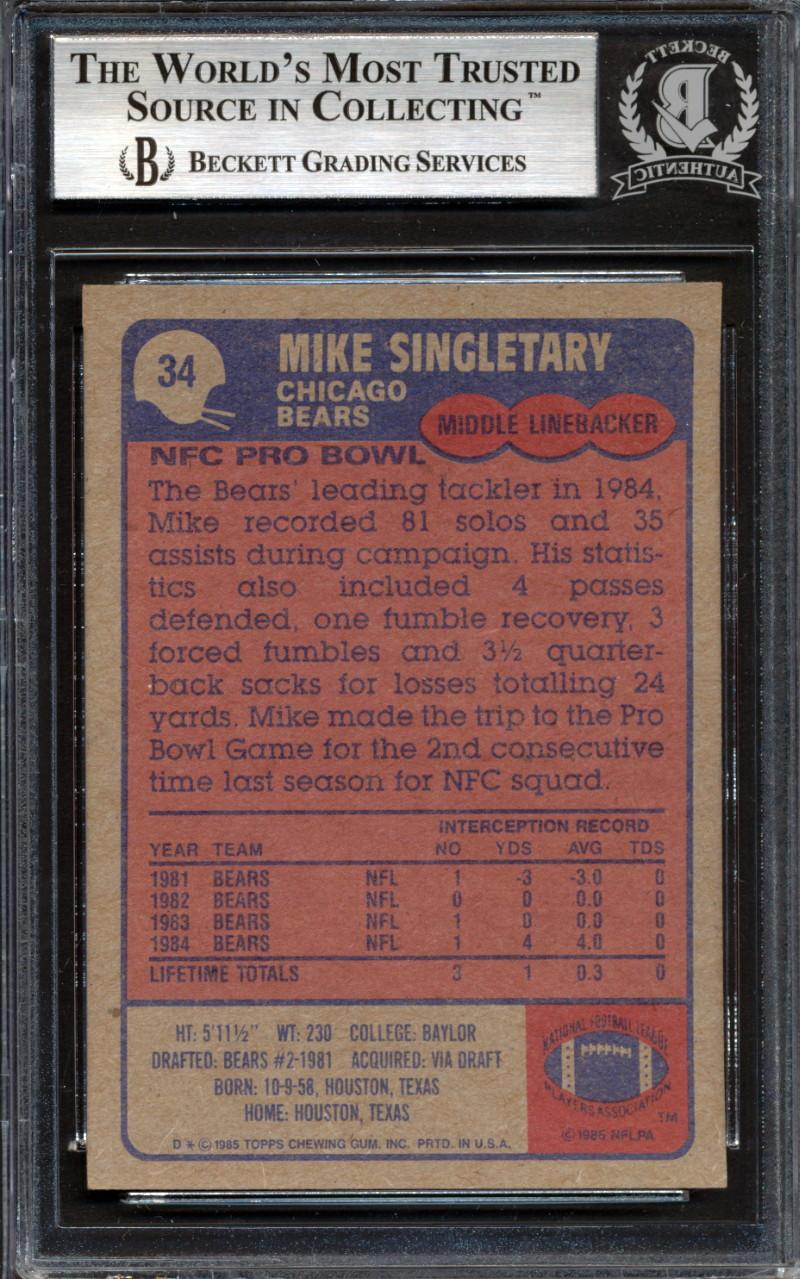 THE WORLD'S MOST TRUSTED
SOURCE IN COLLECTING™
B BECKETT GRADING SERVICES
BECKETT
B
AUTHENTIC
34
MIKE SINGLETARY
CHICAGO
BEARS
MIDDLE LINEBACKER
NFC PRO BOWL
The Bears' leading tackler in 1984,
Mike recorded 81 solos and 35
assists during campaign. His statis-
tics also included 4 passes
defended, one fumble recovery, 3
forced fumbles and 3½ quarter-
back sacks for losses totalling 24
yards. Mike made the trip to the Pro
Bowl Game for the 2nd consecutive
time last season for NFC squad.
INTERCEPTION RECORD
YEAR TEAM NO YDS AVG TDS
1981 BEARS NFL 1 -3 -3.0 0
1982 BEARS NFL 0 0 0.0 0
1983 BEARS NFL 1 0 0.0 0
1984 BEARS NFL 1 4 4.0 0
LIFETIME TOTALS 3 1 0.3 0
HT: 5'11½" WT: 230 COLLEGE: BAYLOR
DRAFTED: BEARS #2-1981 ACQUIRED: VIA DRAFT
BORN: 10-9-58, HOUSTON, TEXAS
HOME: HOUSTON, TEXAS
D * © 1985 TOPPS CHEWING GUM, INC. PRTD. IN U.S.A.
NATIONAL FOOTBALL LEAGUE
PLAYERS ASSOCIATION
™
© 1985 NFLPA